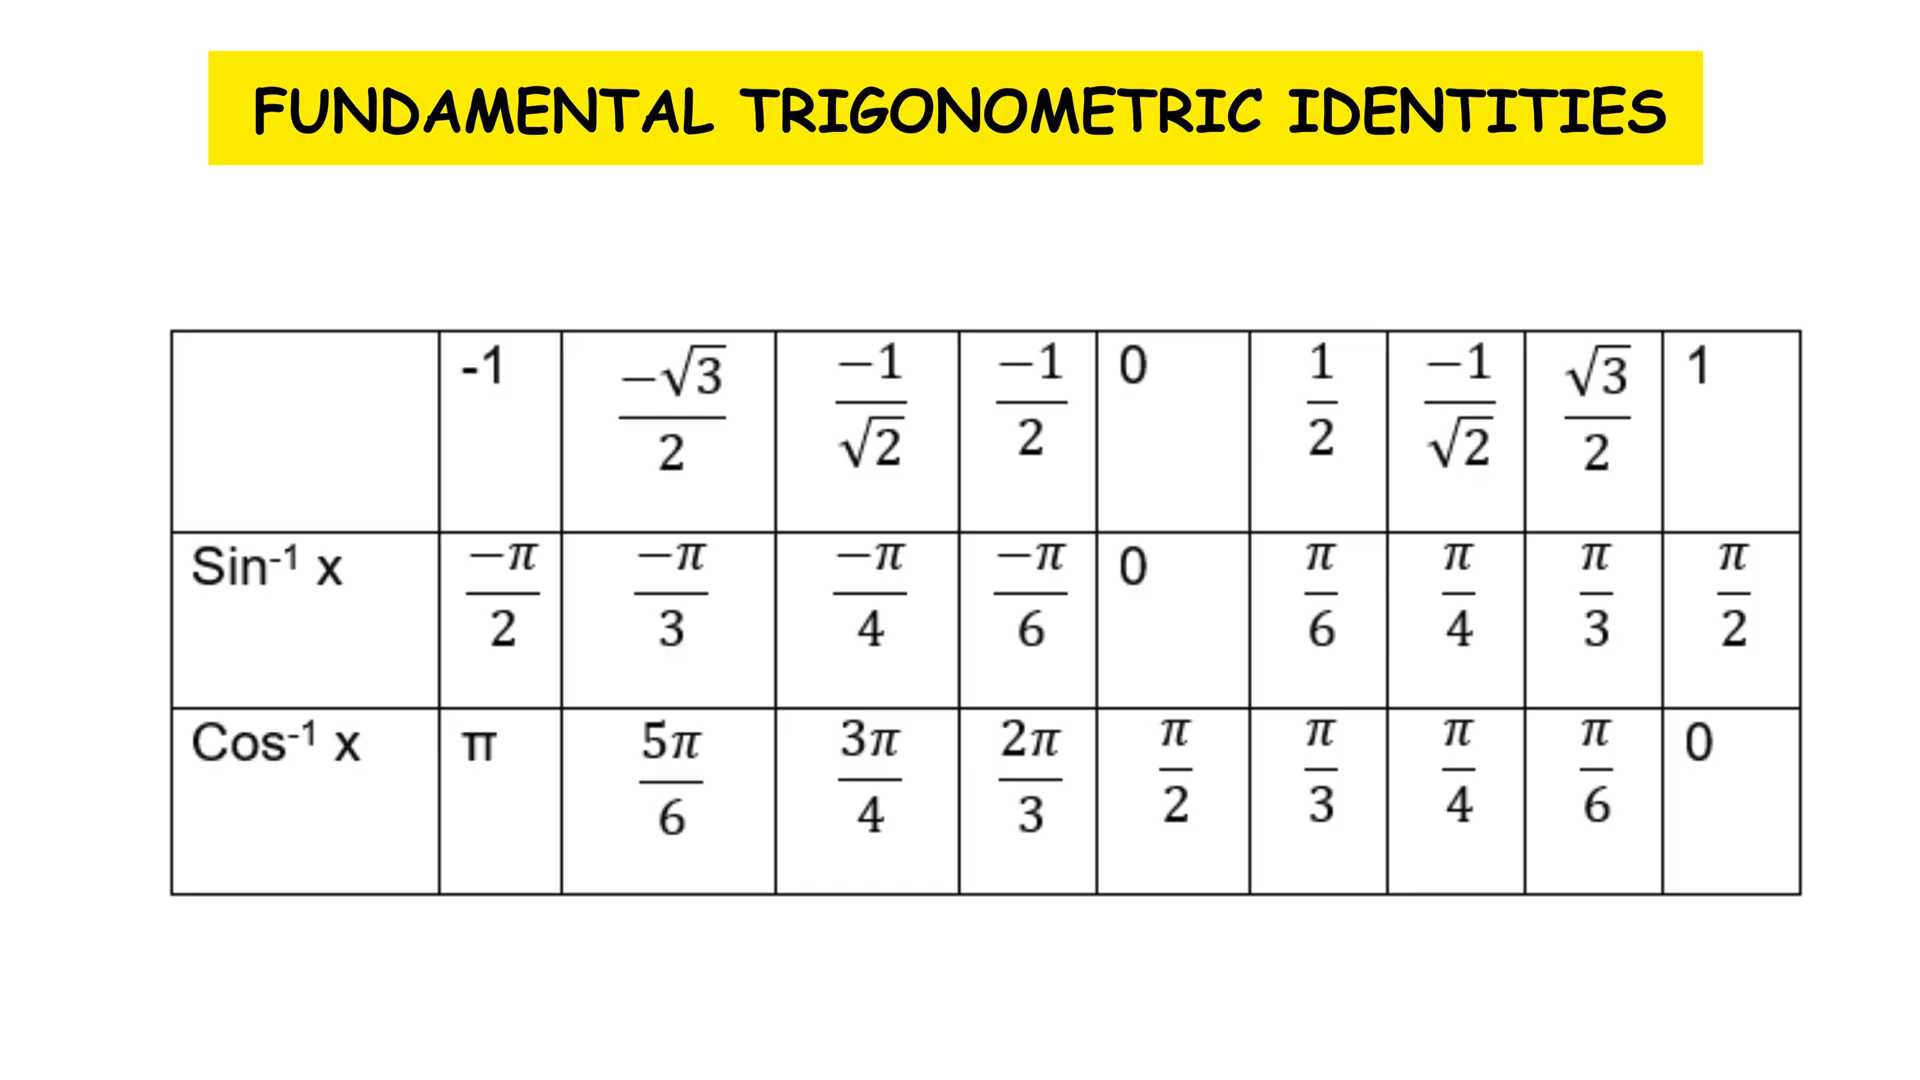 FUNDAMENTAL TRIGONOMETRIC IDENTITIES
-1 | −√3/2 | −1/√2 | −1/2 | 0 | 1/2 | −1/√2 | √3/2 | 1
Sin⁻¹ x | −π/2 | −π/3 | −π/4 | −π/6 | 0 | π/6 | π/4 | π/3 | π/2
Cos⁻¹ x | π | 5π/6 | 3π/4 | 2π/3 | π/2 | π/3 | π/4 | π/6 | 0